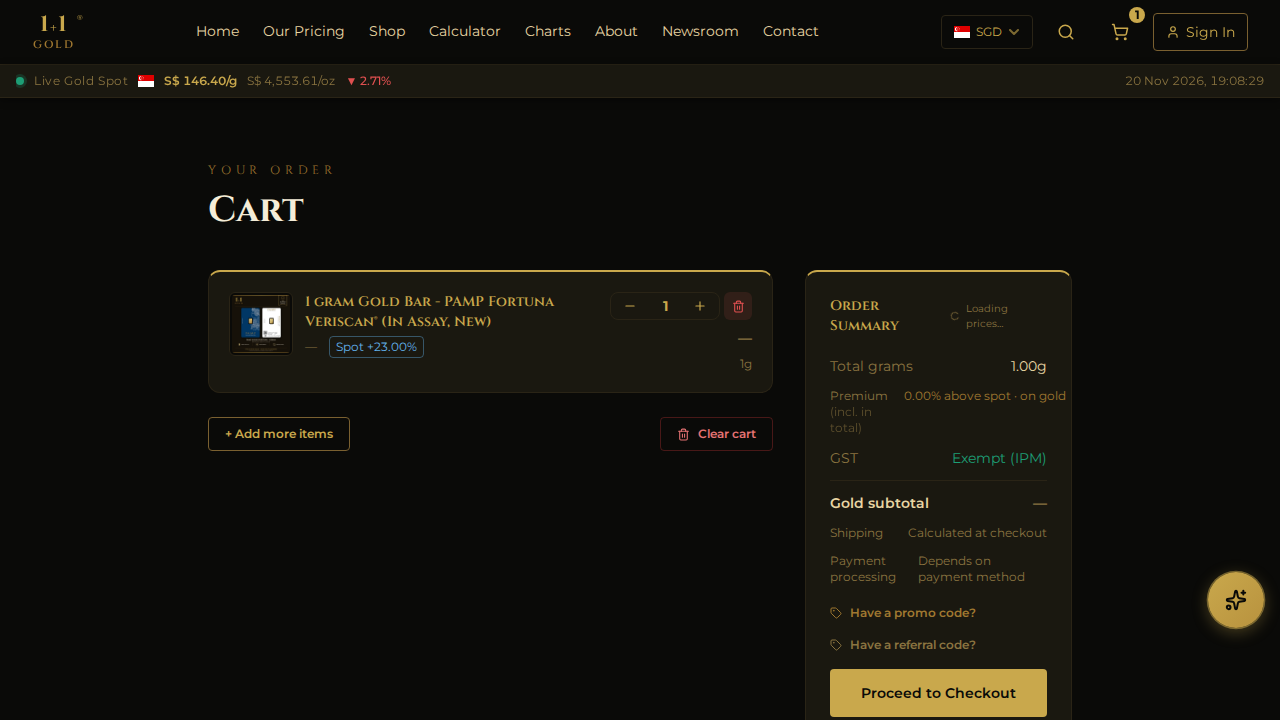 1+1 ®
GOLD
Home
Our Pricing
Shop
Calculator
Charts
About
Newsroom
Contact
SGD
1
Sign In
Live Gold Spot
S$ 146.40/g
S$ 4,553.61/oz
▼ 2.71%
20 Nov 2026, 19:08:29
YOUR ORDER
Cart
1 gram Gold Bar - PAMP Fortuna
Veriscan® (In Assay, New)
— Spot +23.00%
− 1 +
—
1g
+ Add more items
Clear cart
Order
Summary
Loading
prices...
Total grams 1.00g
Premium 0.00% above spot · on gold
(incl. in
total)
GST Exempt (IPM)
Gold subtotal —
Shipping Calculated at checkout
Payment Depends on
processing payment method
Have a promo code?
Have a referral code?
Proceed to Checkout